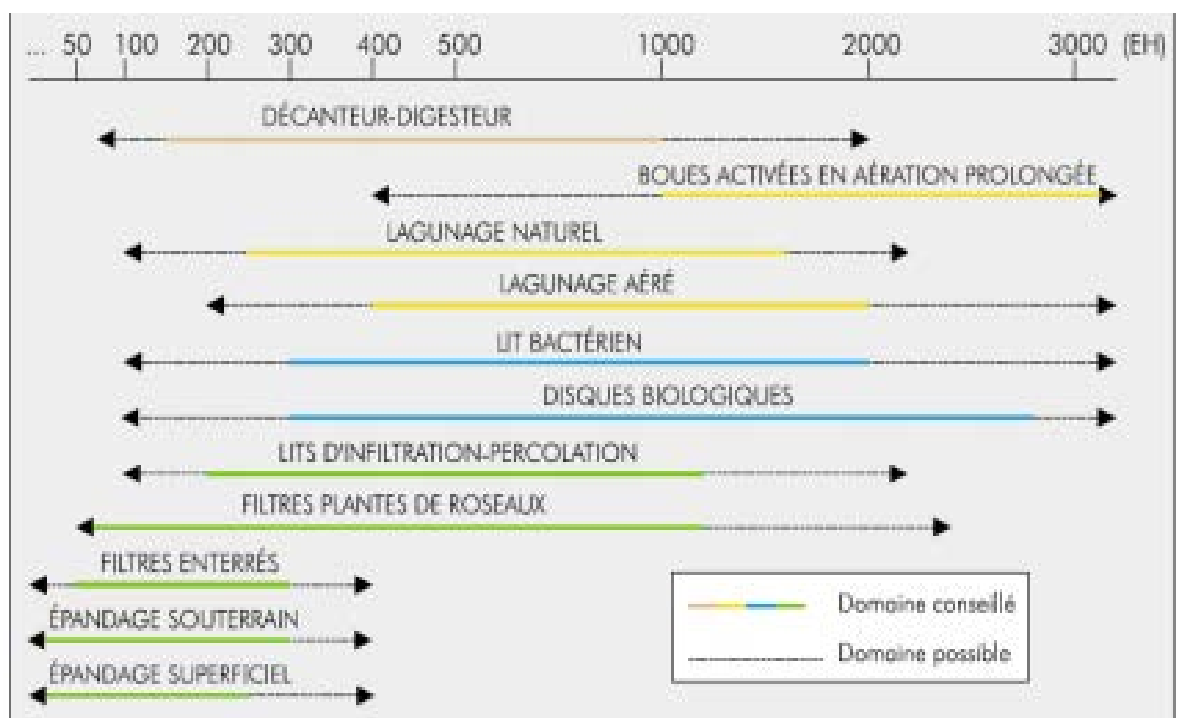 ... 50 100 200 300 400 500 1000 2000 3000 (EH)
DÉCANTEUR-DIGESTEUR
BOUES ACTIVÉES EN AÉRATION PROLONGÉE
LAGUNAGE NATUREL
LAGUNAGE AÉRÉ
LIT BACTÉRIEN
DISQUES BIOLOGIQUES
LITS D'INFILTRATION-PERCOLATION
FILTRES PLANTES DE ROSEAUX
FILTRES ENTERRÉS
ÉPANDAGE SOUTERRAIN
ÉPANDAGE SUPERFICIEL
Domaine conseillé
Domaine possible